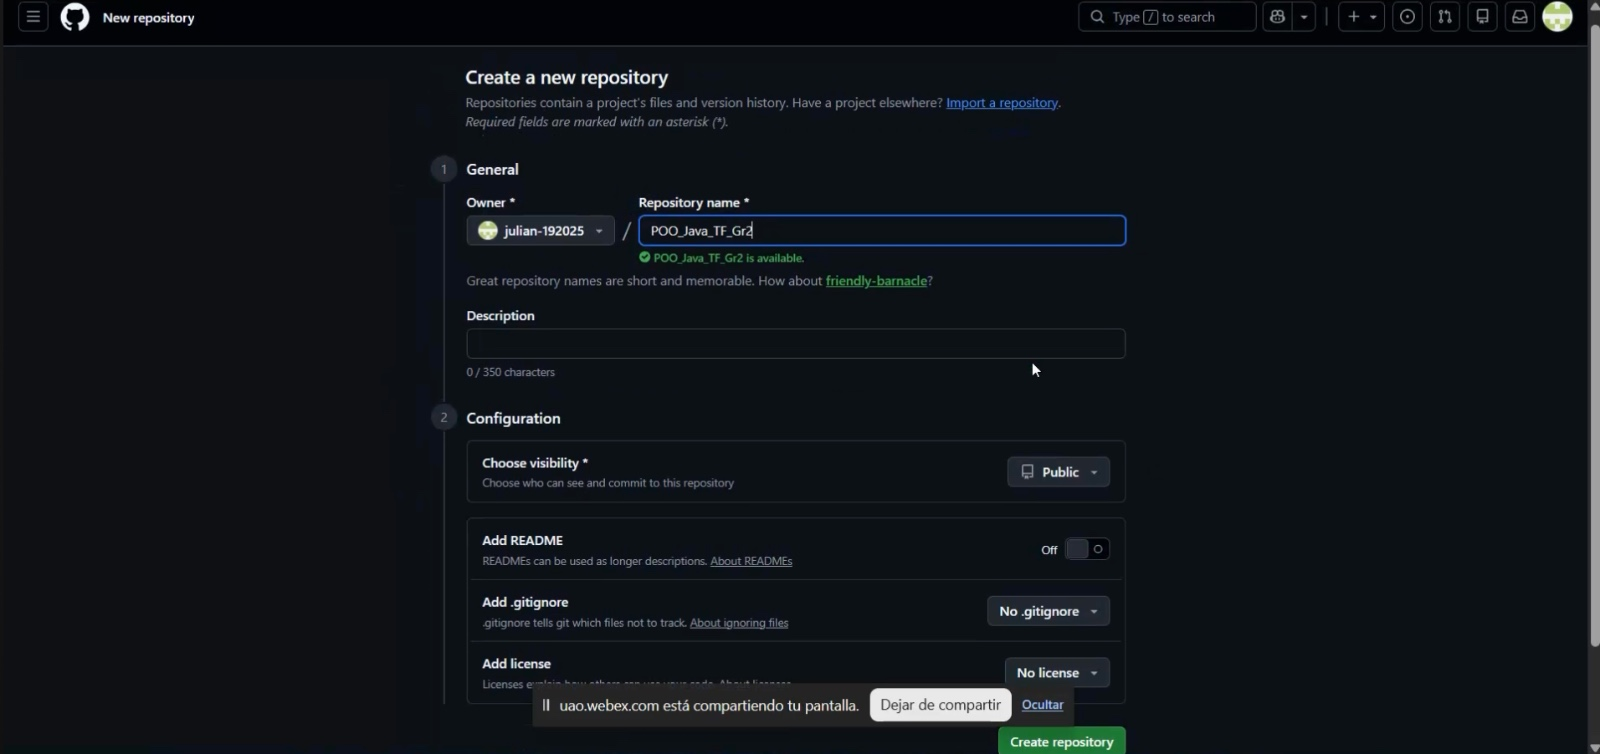 New repository
Type / to search
Create a new repository
Repositories contain a project's files and version history. Have a project elsewhere? Import a repository.
Required fields are marked with an asterisk (*).
1 General
Owner * Repository name *
julian-192025 / POO_Java_TF_Gr2
POO_Java_TF_Gr2 is available.
Great repository names are short and memorable. How about friendly-barnacle?
Description
0 / 350 characters
2 Configuration
Choose visibility *
Public
Choose who can see and commit to this repository
Add README
Off
READMEs can be used as longer descriptions. About READMEs
Add .gitignore
No .gitignore
.gitignore tells git which files not to track. About ignoring files
Add license
No license
Licenses
uao.webex.com está compartiendo tu pantalla. Dejar de compartir Ocultar
Create repository